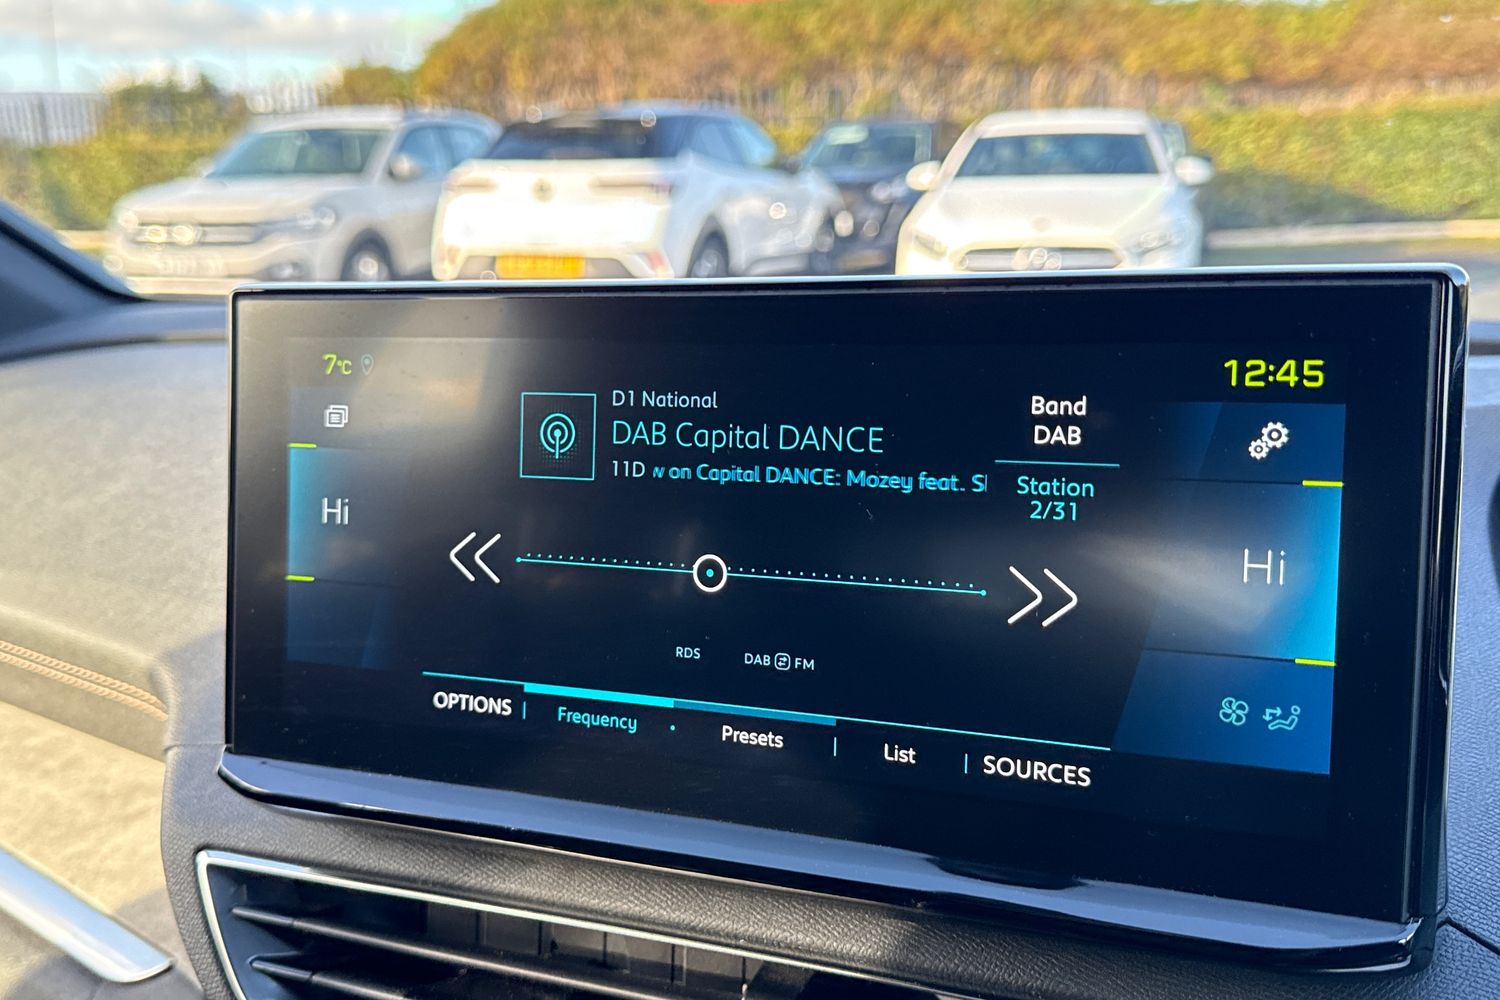 7°C
12:45
D1 National
DAB Capital DANCE
11D w on Capital DANCE: Mozey feat. S
Band
DAB
Station
2/31
Hi
Hi
RDS
DAB FM
OPTIONS
Frequency
Presets
List
SOURCES